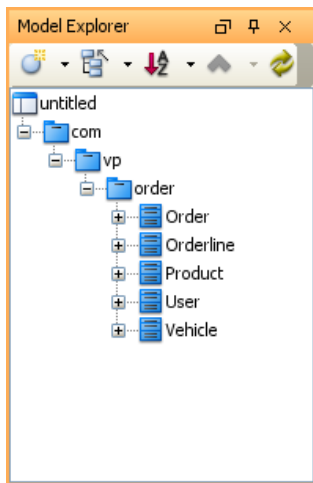 Model Explorer
untitled
com
vp
order
Order
Orderline
Product
User
Vehicle